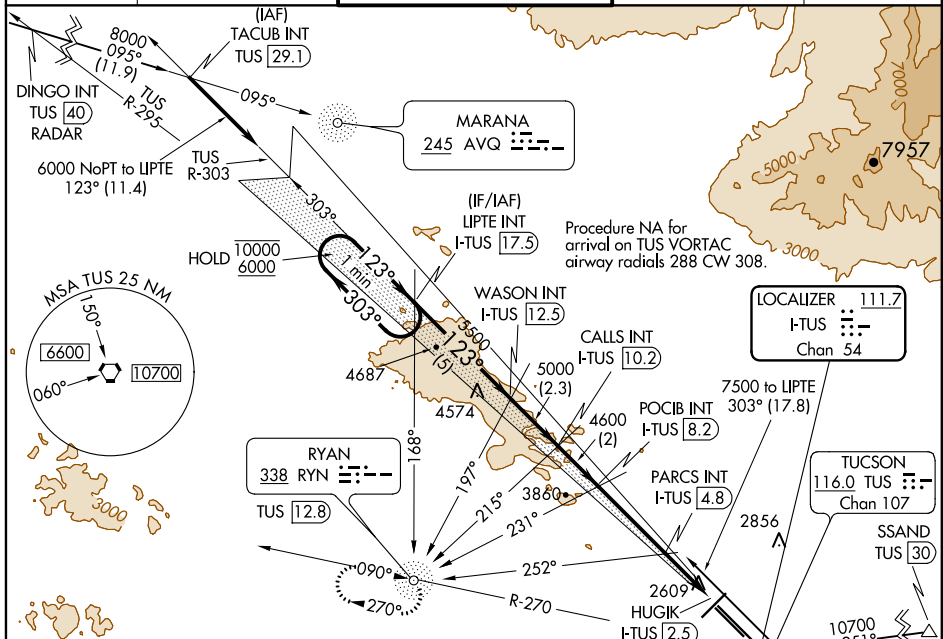 (IAF)
TACUB INT
TUS 29.1
8000
095°
(11.9)
DINGO INT
TUS 40
RADAR
TUS
R-295
095°
MARANA
245 AVQ
6000 NoPT to LIPTE
123° (11.4)
TUS
R-303
7000
5000
7957
3000
303°
(IF/IAF)
LIPTE INT
I-TUS 17.5
Procedure NA for
arrival on TUS VORTAC
airway radials 288 CW 308.
HOLD 10000
6000
1 min
123°
303°
WASON INT
I-TUS 12.5
MSA TUS 25 NM
150°
6600
10700
060°
LOCALIZER 111.7
I-TUS
Chan 54
5500
123°
(5)
CALLS INT
I-TUS 10.2
4687
4574
5000
(2.3)
7500 to LIPTE
303° (17.8)
4600
(2)
POCIB INT
I-TUS 8.2
RYAN
338 RYN
TUS 12.8
168°
197°
215°
231°
3860
PARCS INT
I-TUS 4.8
TUCSON
116.0 TUS
Chan 107
3000
2856
SSAND
TUS 30
090°
270°
252°
R-270
2609
HUGIK
I-TUS 2.5
10700